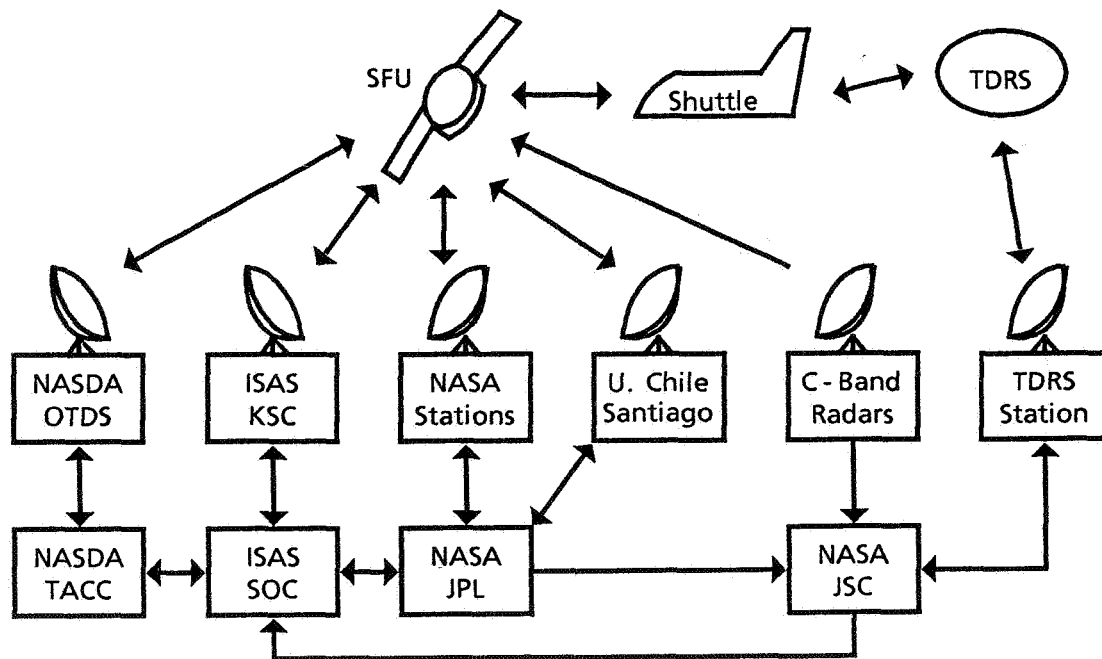 SFU
Shuttle
TDRS
NASDA
OTDS
ISAS
KSC
NASA
Stations
U. Chile
Santiago
C-Band
Radars
TDRS
Station
NASDA
TACC
ISAS
SOC
NASA
JPL
NASA
JSC